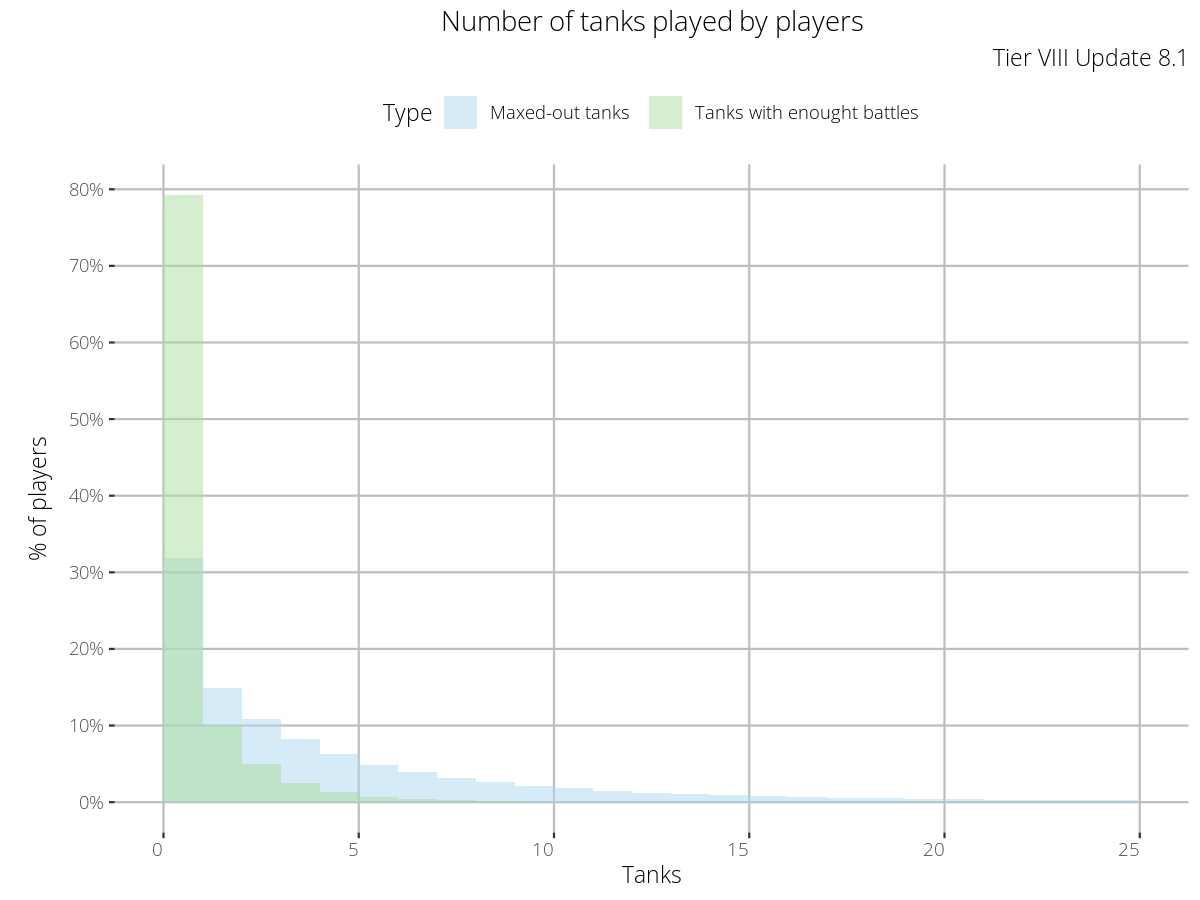 Number of tanks played by players
Tier VIII Update 8.1
Type Maxed-out tanks Tanks with enought battles
80%
70%
60%
50%
40%
30%
20%
10%
0%
% of players
0 5 10 15 20 25
Tanks